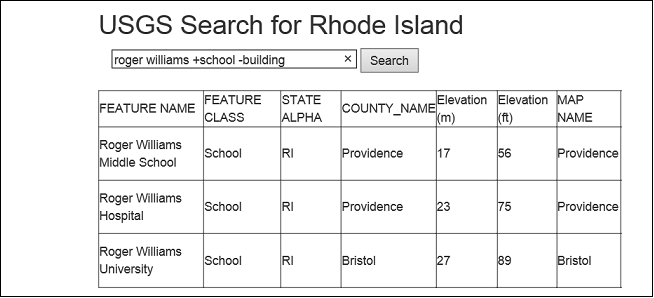 USGS Search for Rhode Island
roger williams +school -building × Search
FEATURE NAME FEATURE CLASS STATE ALPHA COUNTY_NAME Elevation (m) Elevation (ft) MAP NAME
Roger Williams Middle School School RI Providence 17 56 Providence
Roger Williams Hospital School RI Providence 23 75 Providence
Roger Williams University School RI Bristol 27 89 Bristol